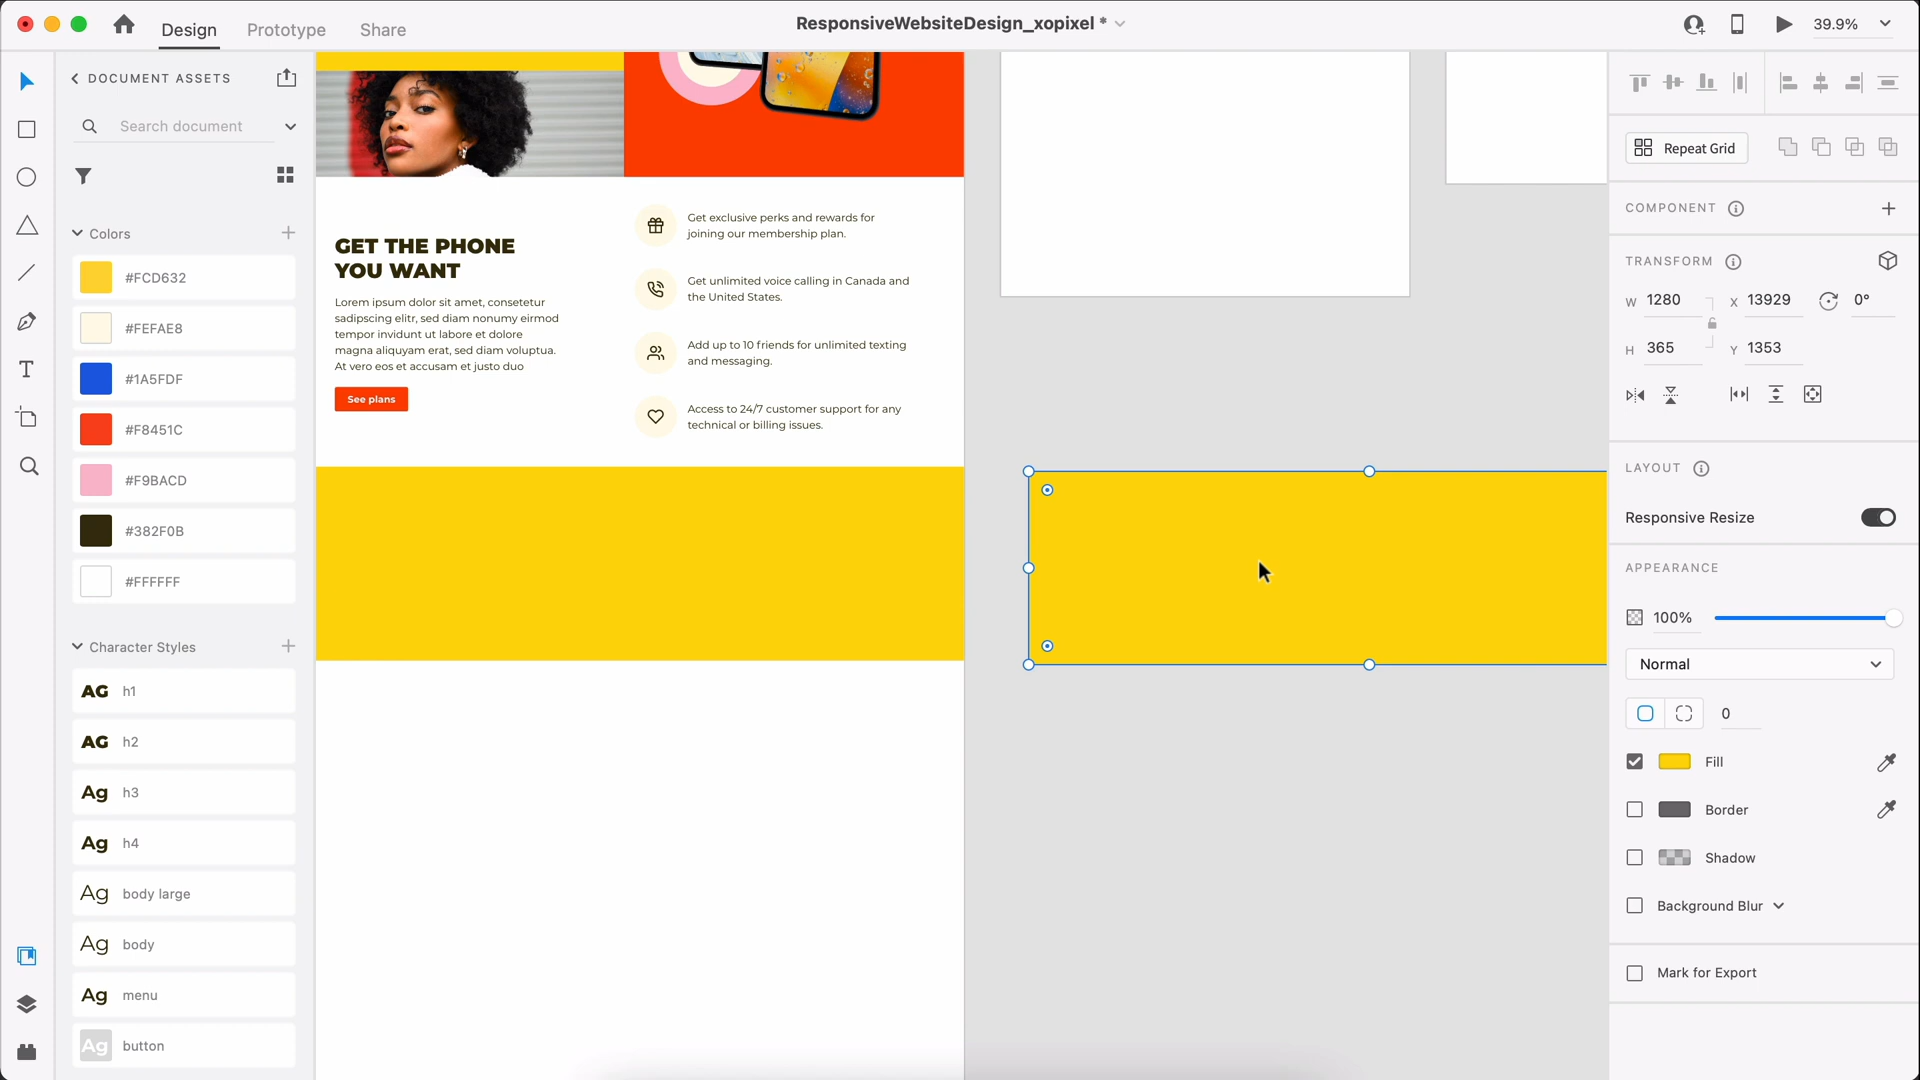 Design
Prototype
Share
ResponsiveWebsiteDesign_xopixel *
39.9%
DOCUMENT ASSETS
Search document
Colors
#FCD632
#FEFAE8
#1A5FDF
#F8451C
#F9BACD
#382F0B
#FFFFFF
Character Styles
AG h1
AG h2
Ag h3
Ag h4
Ag body large
Ag body
Ag menu
Ag button
GET THE PHONE
YOU WANT
Lorem ipsum dolor sit amet, consetetur
sadipscing elitr, sed diam nonumy eirmod
tempor invidunt ut labore et dolore
magna aliquyam erat, sed diam voluptua.
At vero eos et accusam et justo duo
See plans
Get exclusive perks and rewards for
joining our membership plan.
Get unlimited voice calling in Canada and
the United States.
Add up to 10 friends for unlimited texting
and messaging.
Access to 24/7 customer support for any
technical or billing issues.
Repeat Grid
COMPONENT
TRANSFORM
W 1280 X 13929 0°
H 365 Y 1353
LAYOUT
Responsive Resize
APPEARANCE
100%
Normal
0
Fill
Border
Shadow
Background Blur
Mark for Export